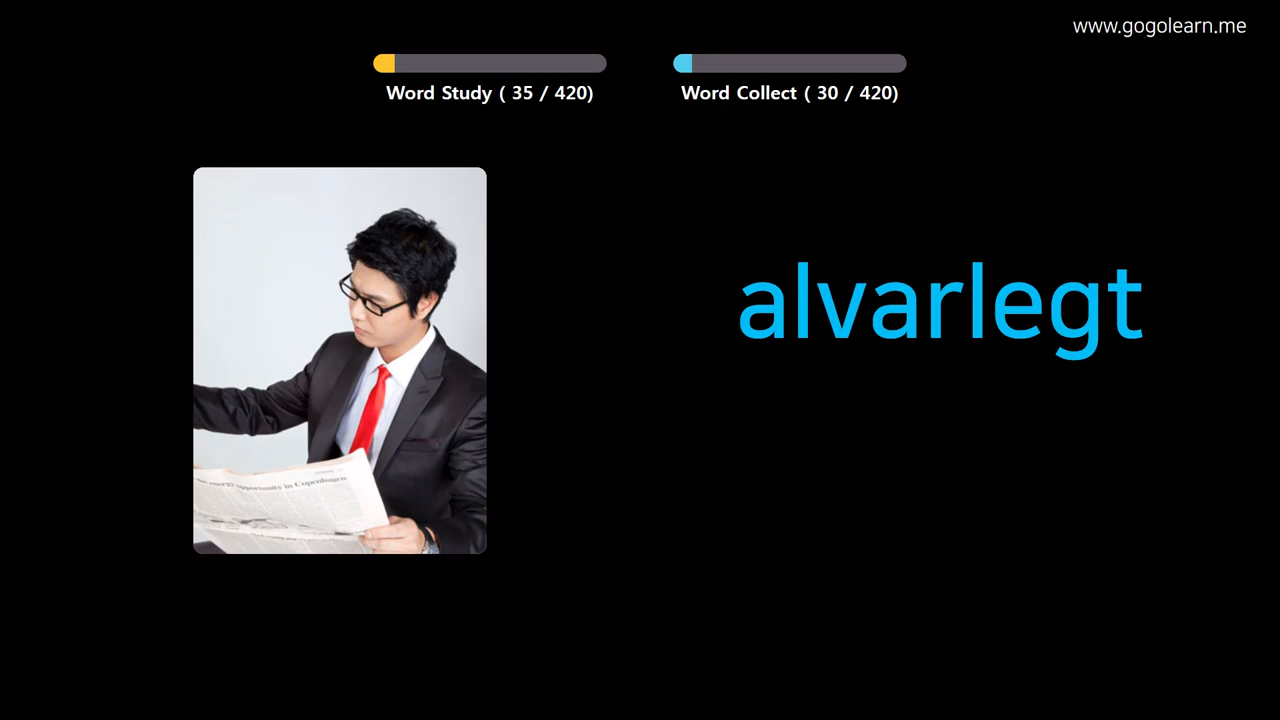 www.gogolearn.me
Word Study ( 35 / 420)
Word Collect ( 30 / 420)
alvarlegt
opportunity in Copenhagen